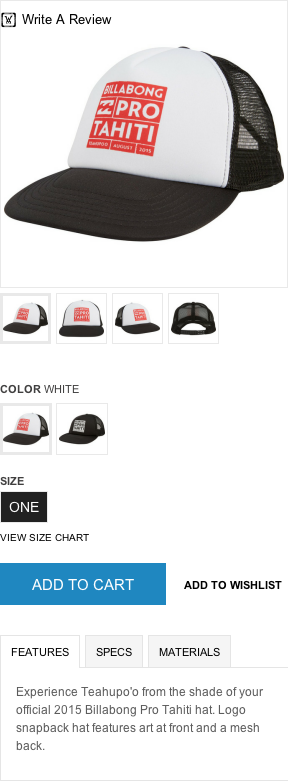 Write A Review
BILLABONG
PRO
TAHITI
TEAHUPO'O AUGUST 2015
COLOR WHITE
SIZE
ONE
VIEW SIZE CHART
ADD TO CART
ADD TO WISHLIST
FEATURES
SPECS
MATERIALS
Experience Teahupo'o from the shade of your
official 2015 Billabong Pro Tahiti hat. Logo
snapback hat features art at front and a mesh
back.